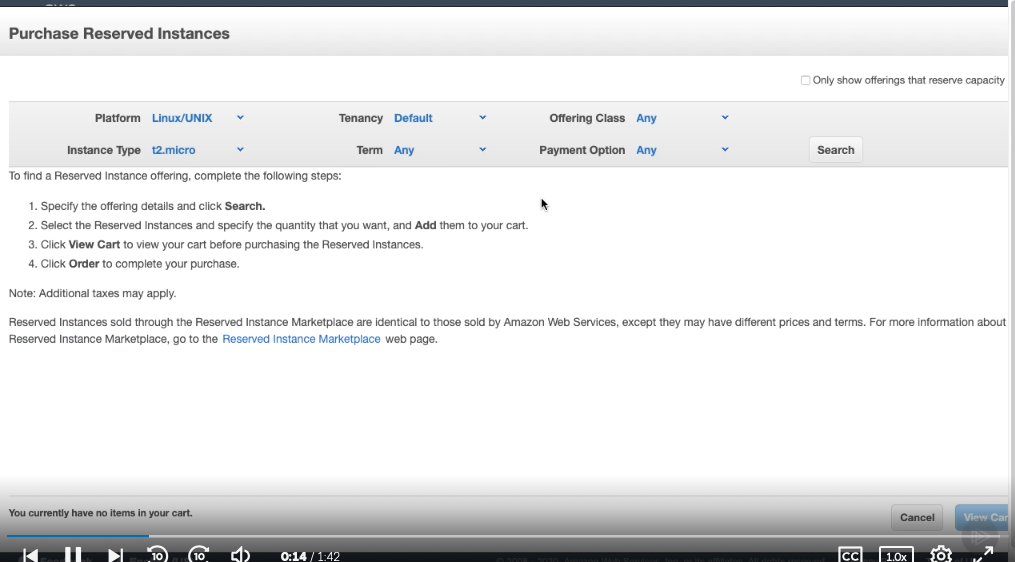 Purchase Reserved Instances
Only show offerings that reserve capacity
Platform Linux/UNIX Tenancy Default Offering Class Any
Instance Type t2.micro Term Any Payment Option Any Search
To find a Reserved Instance offering, complete the following steps:
1. Specify the offering details and click Search.
2. Select the Reserved Instances and specify the quantity that you want, and Add them to your cart.
3. Click View Cart to view your cart before purchasing the Reserved Instances.
4. Click Order to complete your purchase.
Note: Additional taxes may apply.
Reserved Instances sold through the Reserved Instance Marketplace are identical to those sold by Amazon Web Services, except they may have different prices and terms. For more information about
Reserved Instance Marketplace, go to the Reserved Instance Marketplace web page.
You currently have no items in your cart.
Cancel View Car
10 10 0:14 / 1:42 CC 1.0x